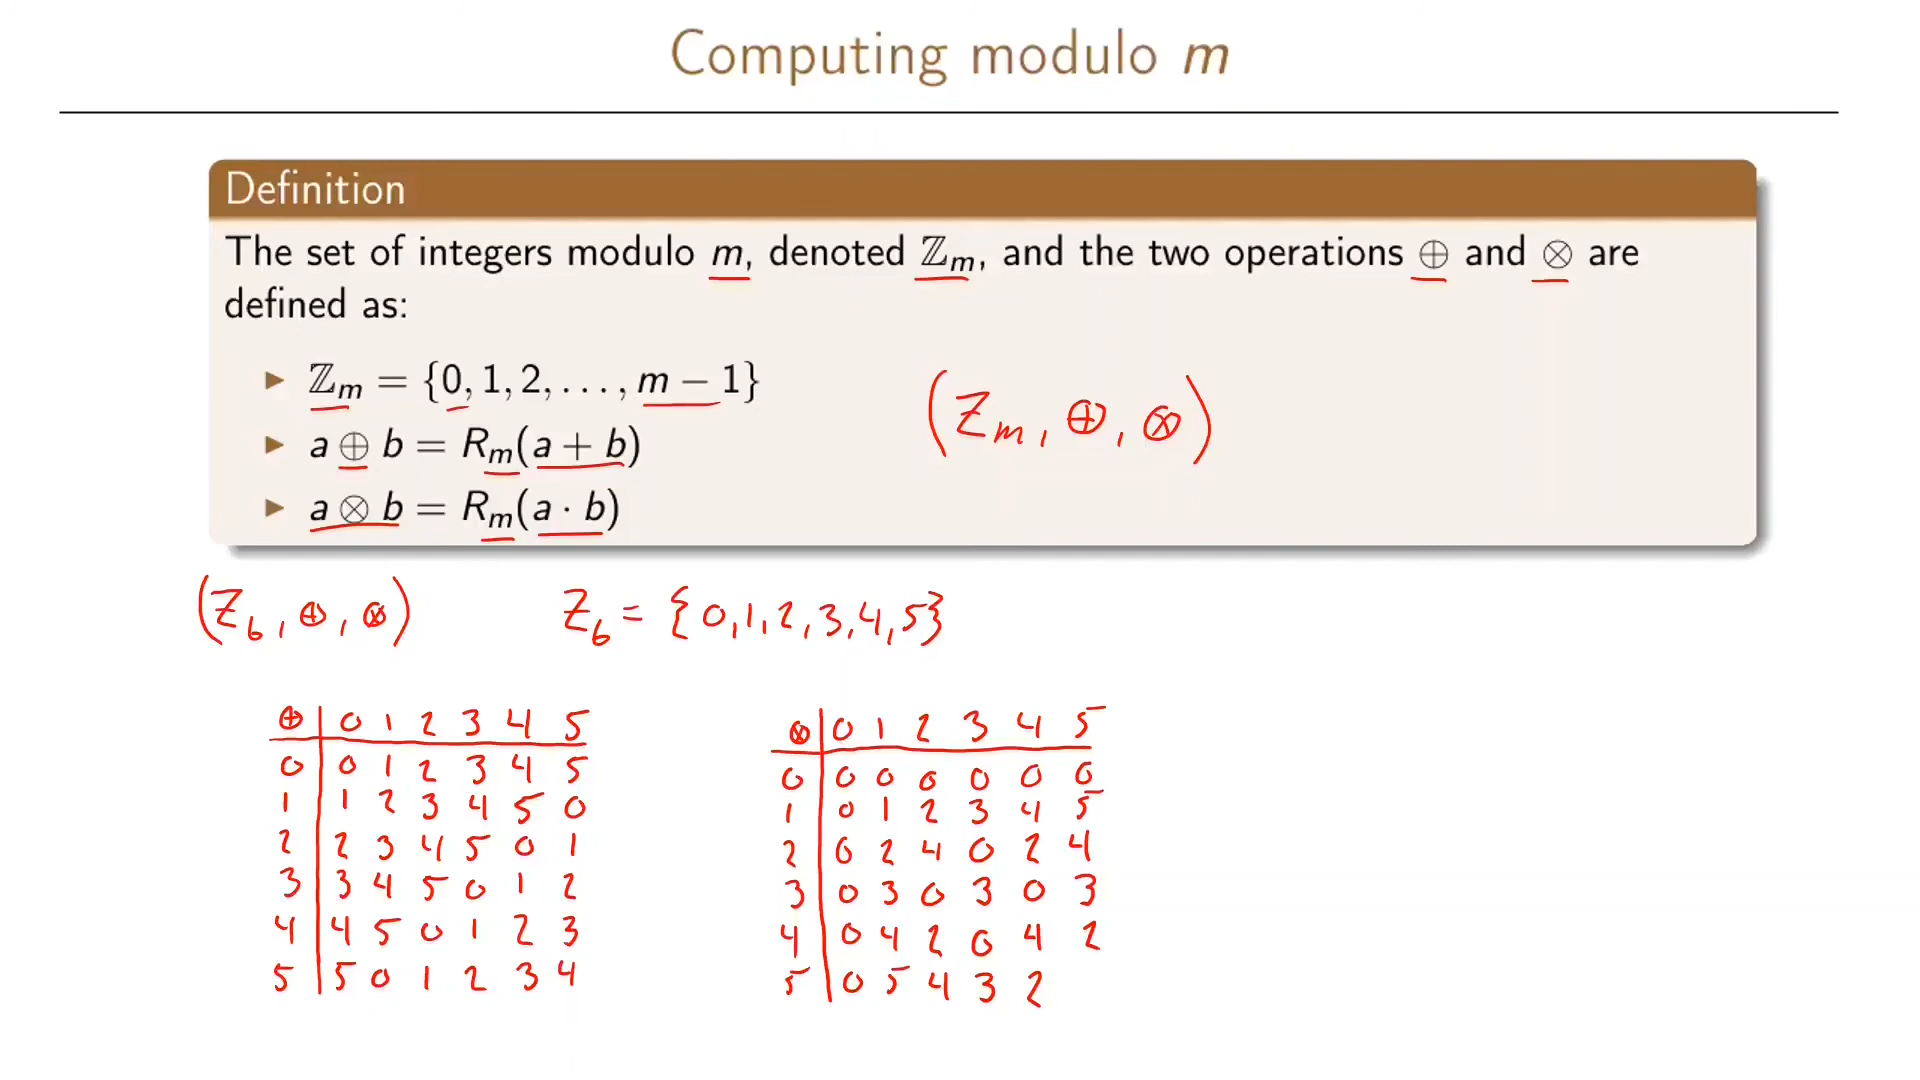 Computing modulo m
Definition
The set of integers modulo m, denoted ℤₘ, and the two operations ⊕ and ⊗ are
defined as:
▶ ℤₘ = {0, 1, 2, . . . , m − 1}
▶ a ⊕ b = Rₘ(a + b)
▶ a ⊗ b = Rₘ(a · b)
(Zₘ, ⊕, ⊗)
(Z₆, ⊕, ⊗)
Z₆ = {0,1,2,3,4,5}
⊕ | 0 1 2 3 4 5
0 | 0 1 2 3 4 5
1 | 1 2 3 4 5 0
2 | 2 3 4 5 0 1
3 | 3 4 5 0 1 2
4 | 4 5 0 1 2 3
5 | 5 0 1 2 3 4
⊗ | 0 1 2 3 4 5
0 | 0 0 0 0 0 0
1 | 0 1 2 3 4 5
2 | 0 2 4 0 2 4
3 | 0 3 0 3 0 3
4 | 0 4 2 0 4 2
5 | 0 5 4 3 2